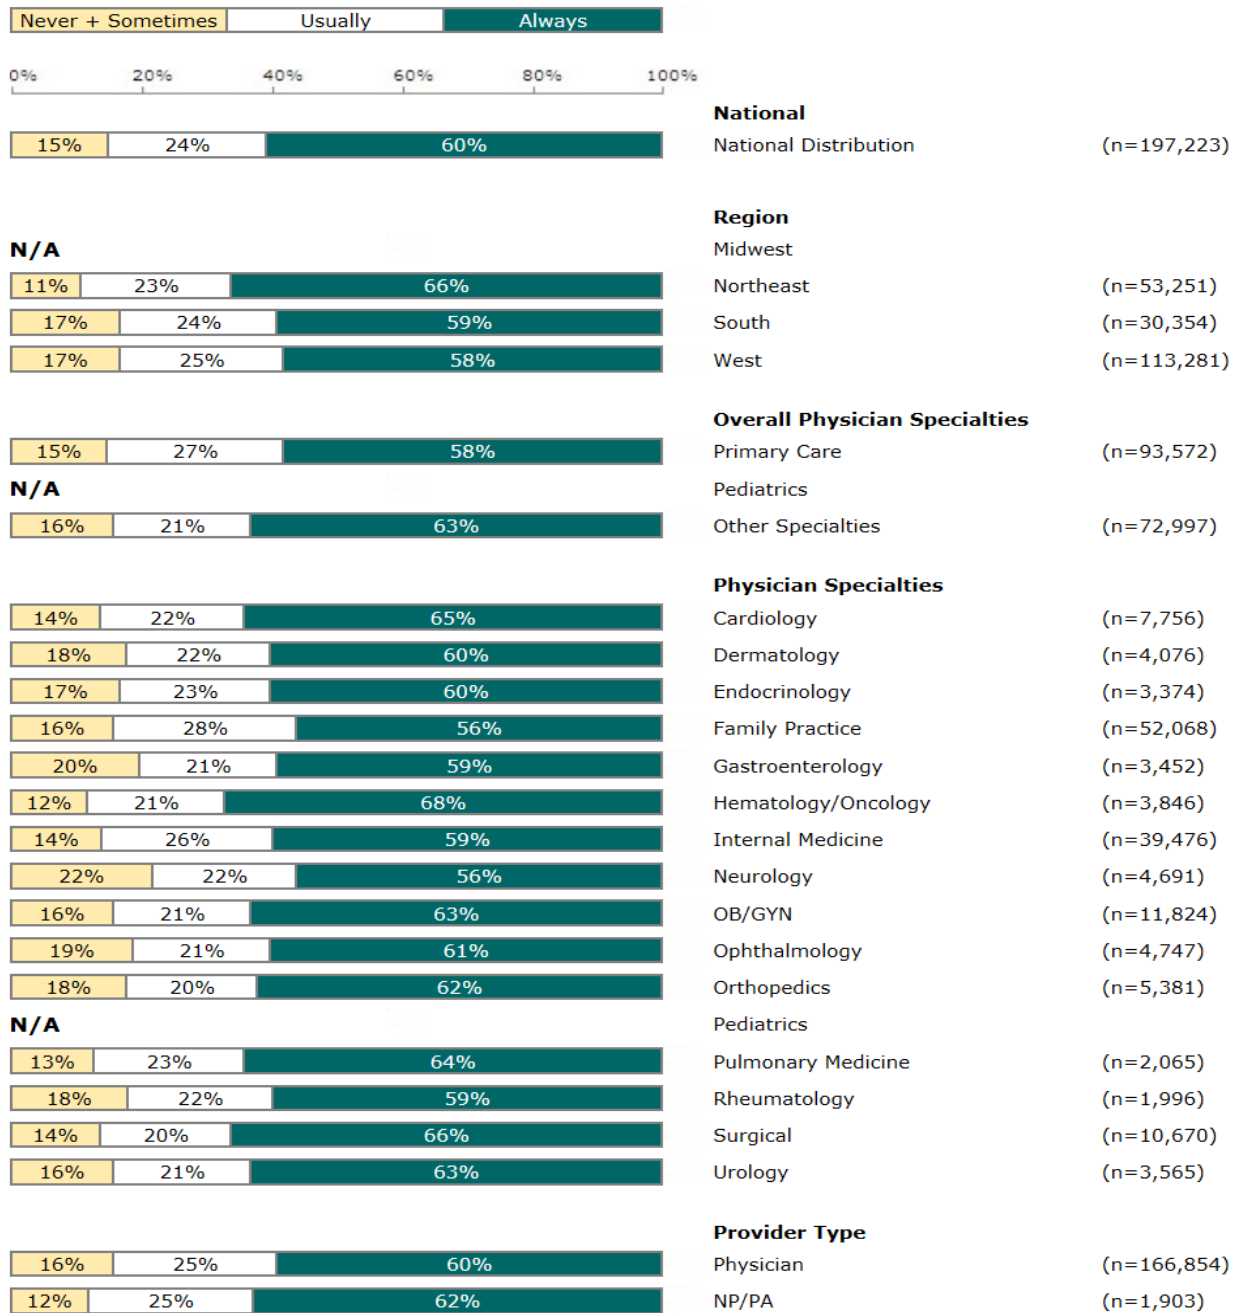 Never + Sometimes Usually Always
0% 20% 40% 60% 80% 100%
National
15% 24% 60% National Distribution (n=197,223)
Region
N/A Midwest
11% 23% 66% Northeast (n=53,251)
17% 24% 59% South (n=30,354)
17% 25% 58% West (n=113,281)
Overall Physician Specialties
15% 27% 58% Primary Care (n=93,572)
N/A Pediatrics
16% 21% 63% Other Specialties (n=72,997)
Physician Specialties
14% 22% 65% Cardiology (n=7,756)
18% 22% 60% Dermatology (n=4,076)
17% 23% 60% Endocrinology (n=3,374)
16% 28% 56% Family Practice (n=52,068)
20% 21% 59% Gastroenterology (n=3,452)
12% 21% 68% Hematology/Oncology (n=3,846)
14% 26% 59% Internal Medicine (n=39,476)
22% 22% 56% Neurology (n=4,691)
16% 21% 63% OB/GYN (n=11,824)
19% 21% 61% Ophthalmology (n=4,747)
18% 20% 62% Orthopedics (n=5,381)
N/A Pediatrics
13% 23% 64% Pulmonary Medicine (n=2,065)
18% 22% 59% Rheumatology (n=1,996)
14% 20% 66% Surgical (n=10,670)
16% 21% 63% Urology (n=3,565)
Provider Type
16% 25% 60% Physician (n=166,854)
12% 25% 62% NP/PA (n=1,903)